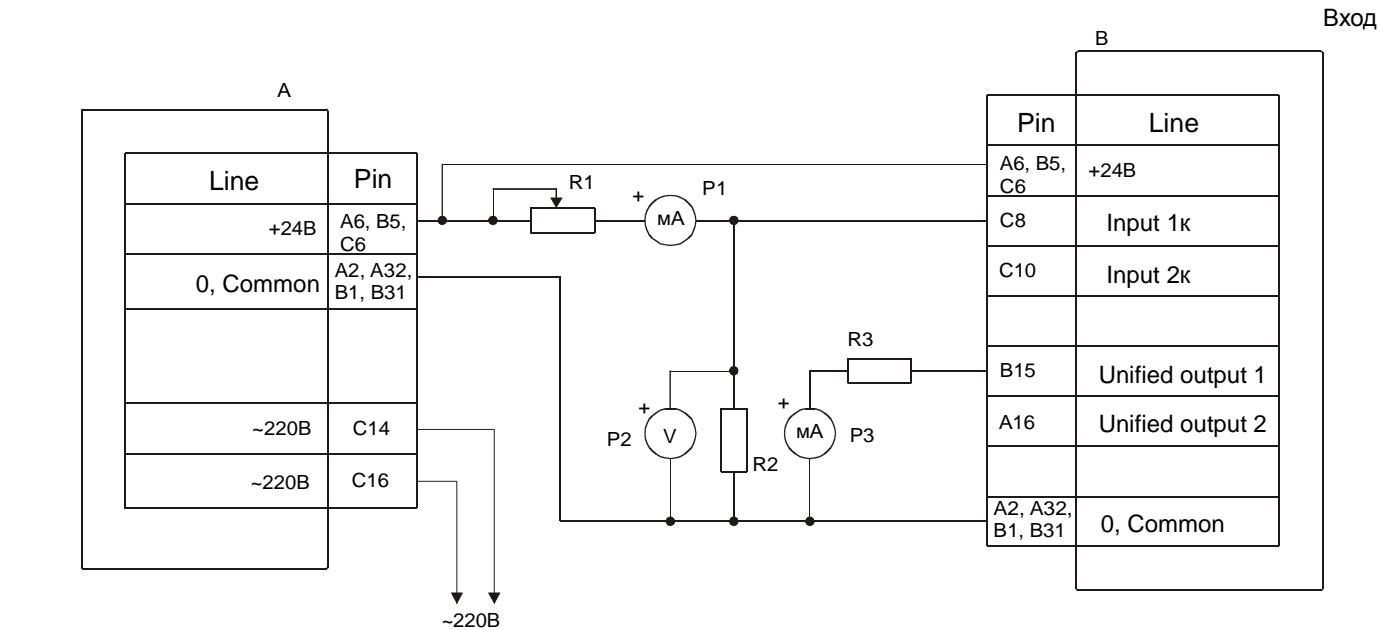 Вход
A
B
Line Pin
+24В A6, B5,
C6
0, Common A2, A32,
B1, B31
~220В C14
~220В C16
~220В
R1
+ мА P1
P2 + V
R2
+ мА P3
R3
Pin Line
A6, B5,
C6 +24В
C8 Input 1к
C10 Input 2к
B15 Unified output 1
A16 Unified output 2
A2, A32,
B1, B31 0, Common